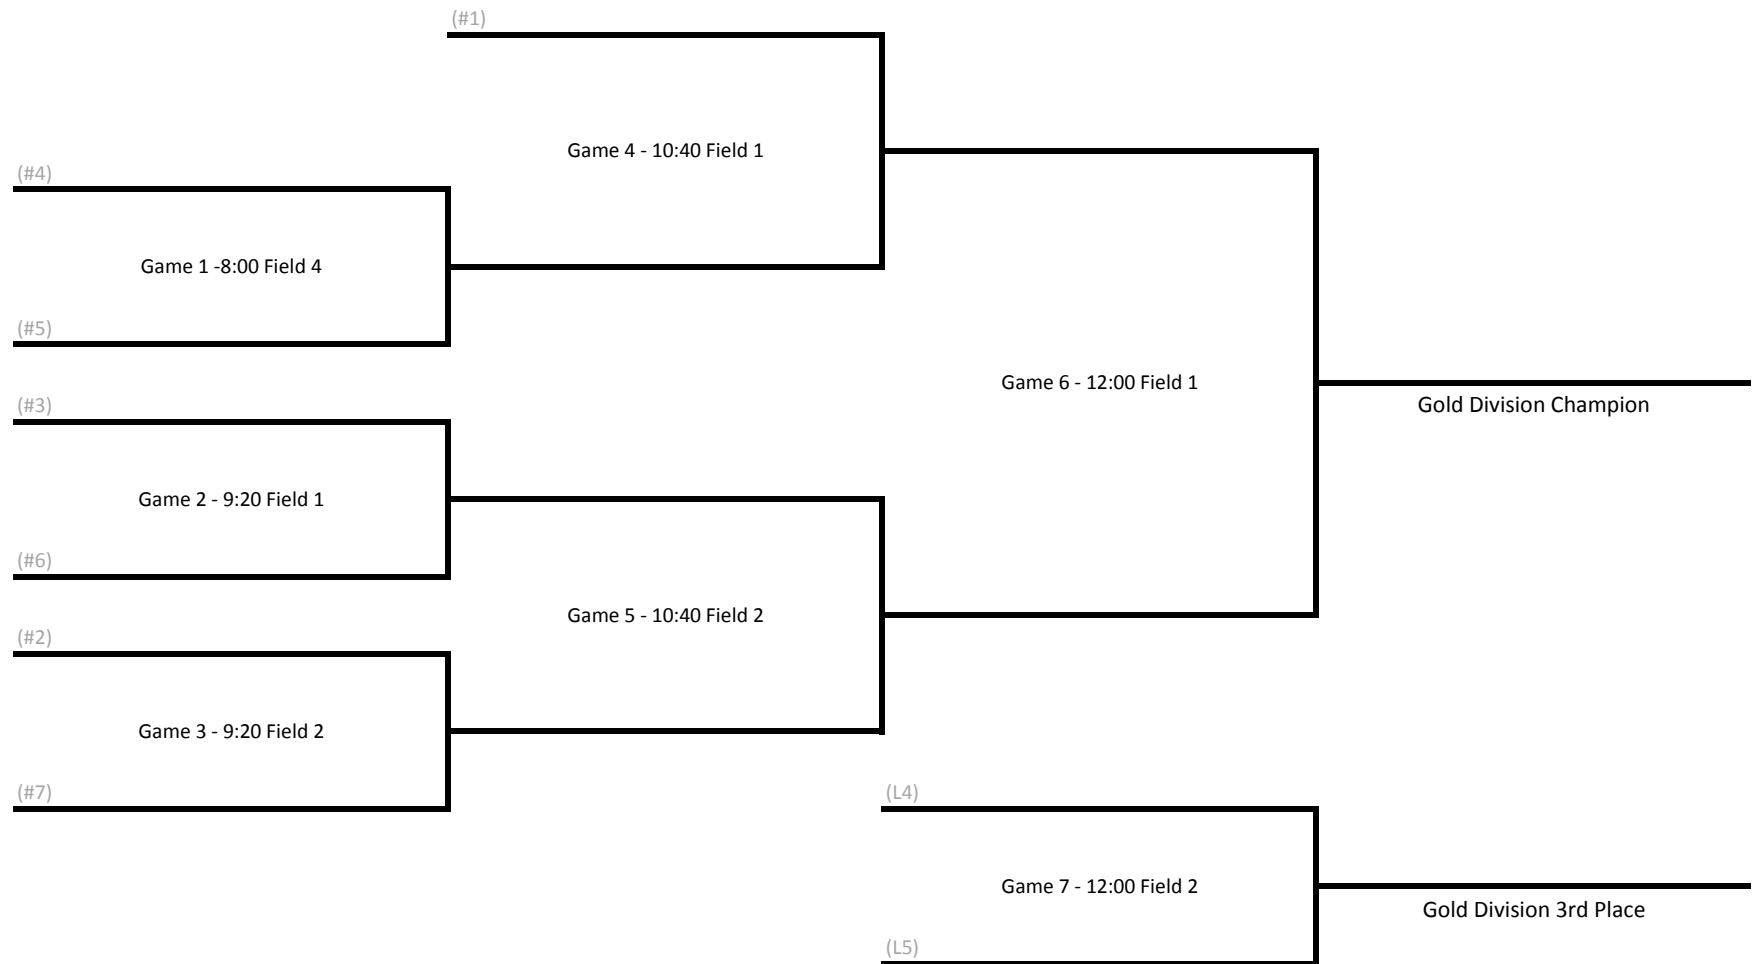 (#1)
Game 4 - 10:40 Field 1
(#4)
Game 1 -8:00 Field 4
(#5)
Game 6 - 12:00 Field 1
Gold Division Champion
(#3)
Game 2 - 9:20 Field 1
(#6)
Game 5 - 10:40 Field 2
(#2)
Game 3 - 9:20 Field 2
(#7)
(L4)
Game 7 - 12:00 Field 2
Gold Division 3rd Place
(L5)